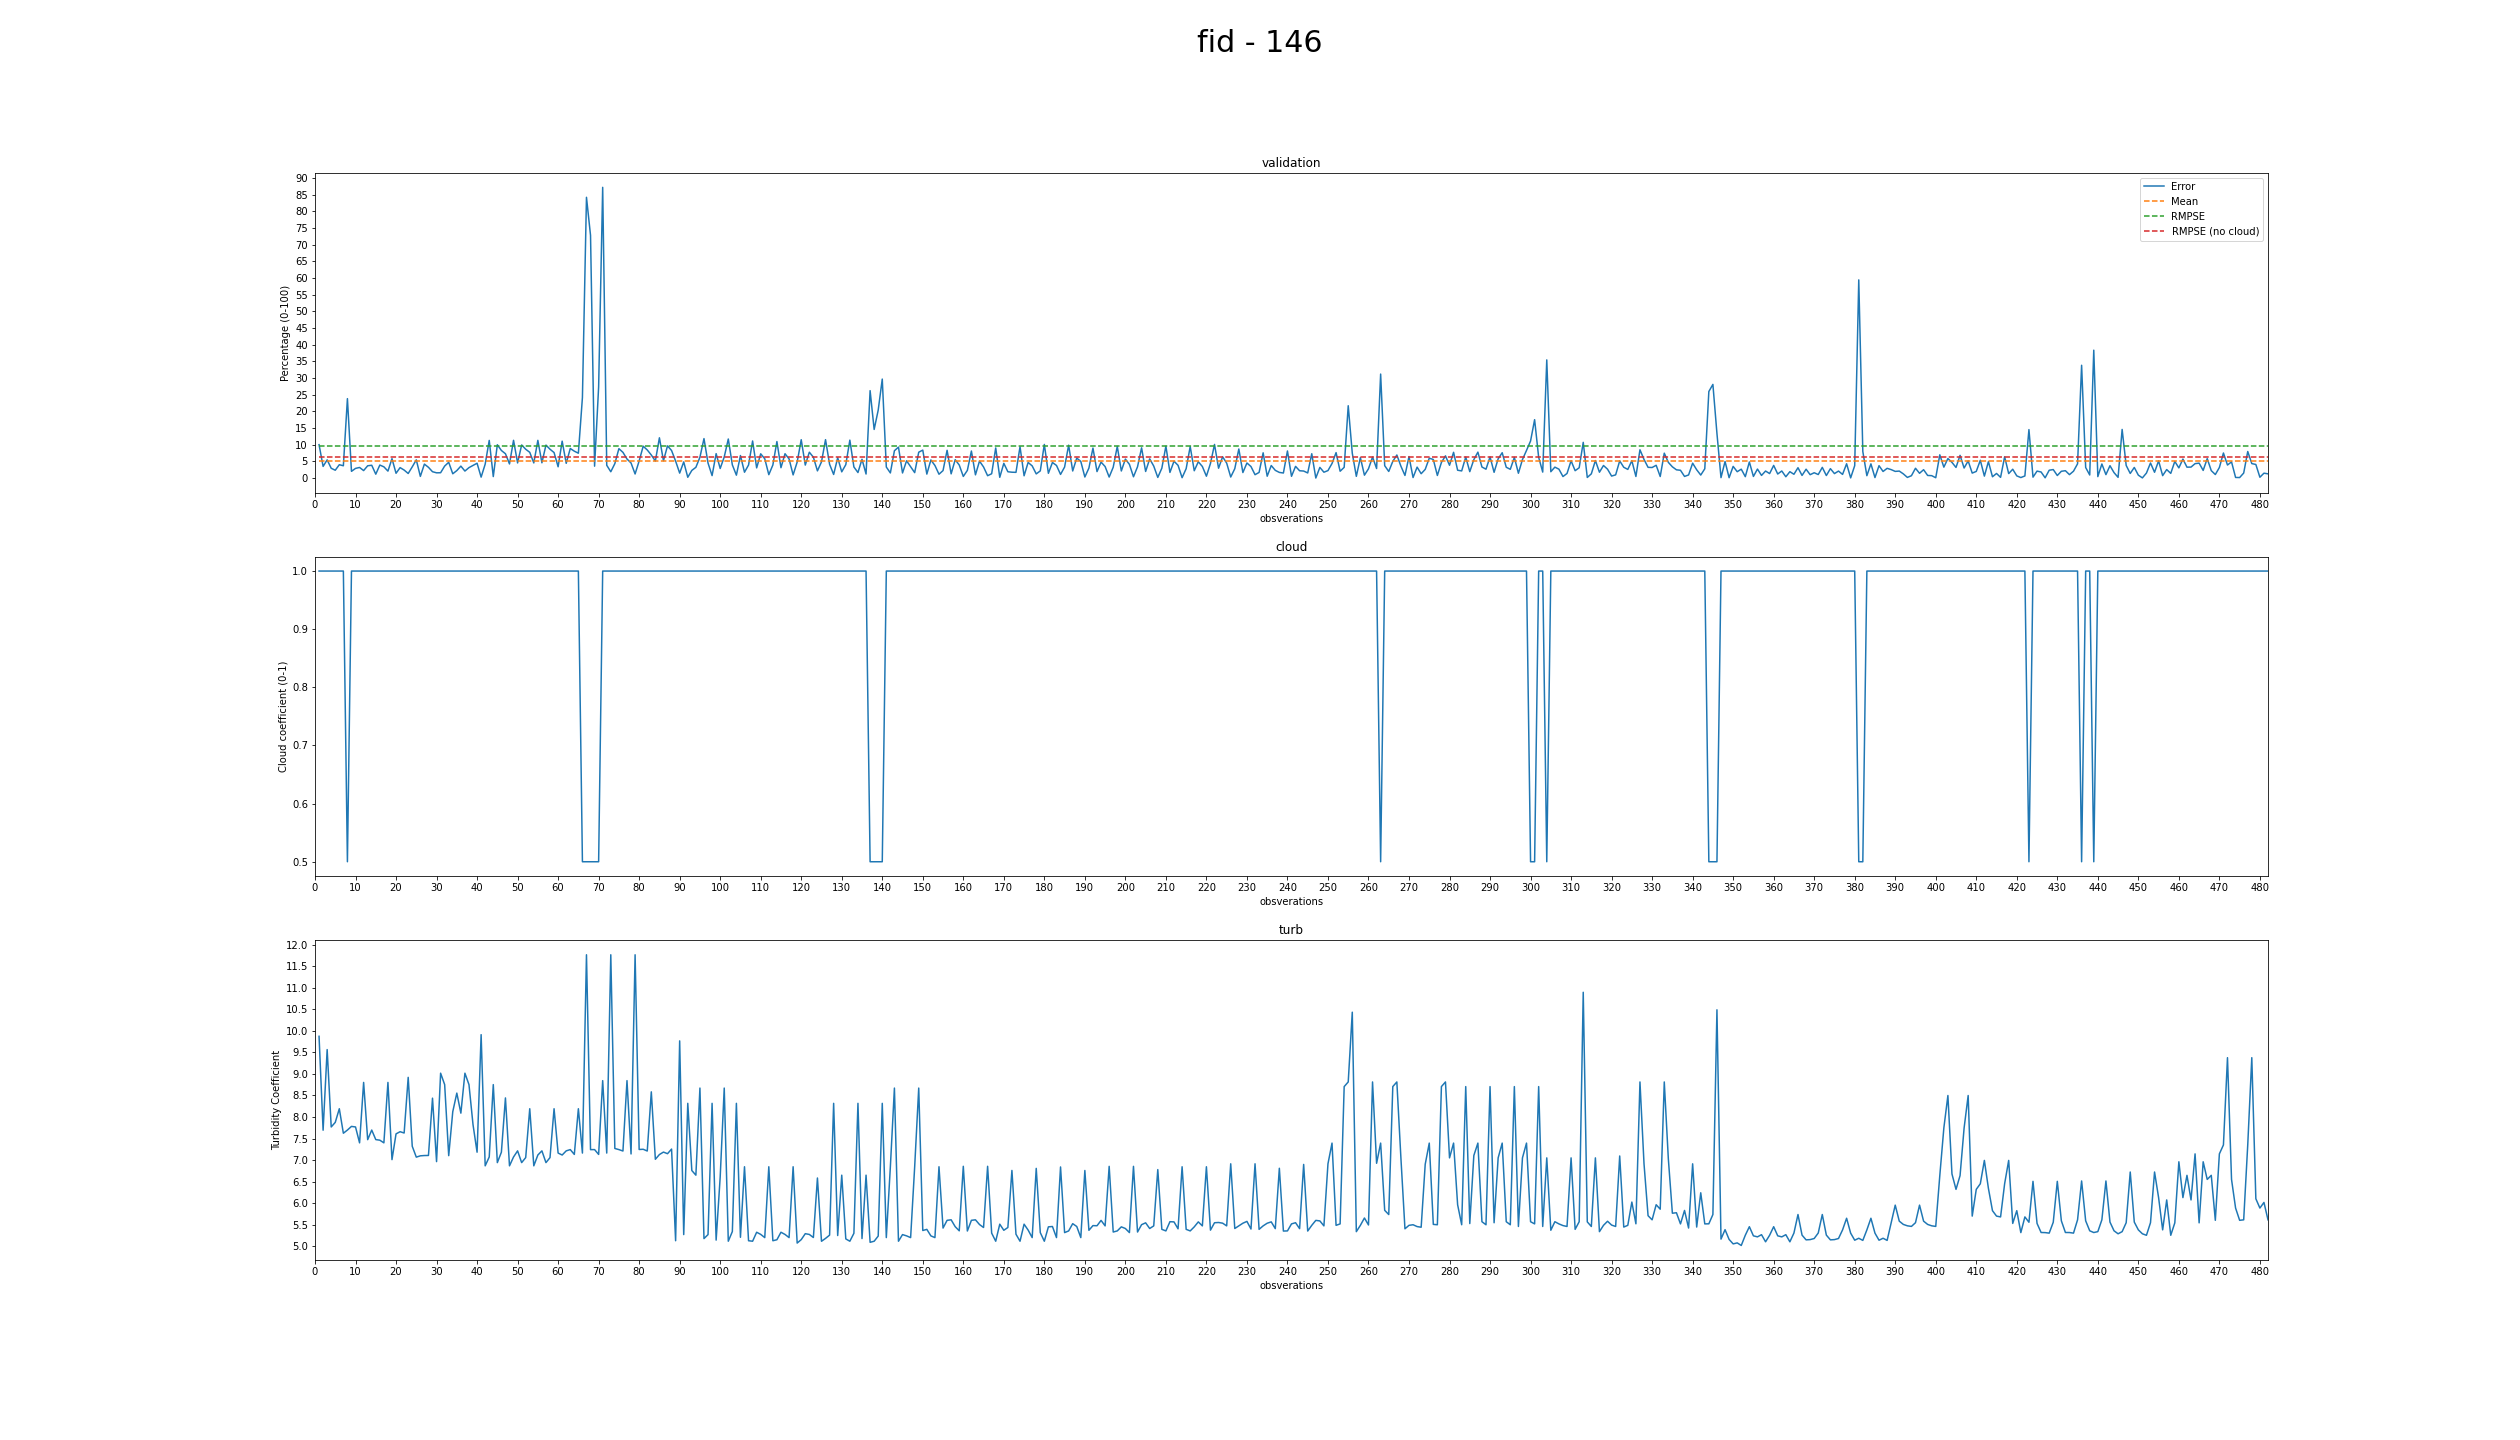 fid - 146
validation
90
85
80
75
70
65
60
55
50
45
40
35
30
25
20
15
10
5
0
Percentage (0-100)
Error
Mean
RMPSE
RMPSE (no cloud)
0 10 20 30 40 50 60 70 80 90 100 110 120 130 140 150 160 170 180 190 200 210 220 230 240 250 260 270 280 290 300 310 320 330 340 350 360 370 380 390 400 410 420 430 440 450 460 470 480
obsverations
cloud
1.0
0.9
0.8
0.7
0.6
0.5
Cloud coefficient (0-1)
0 10 20 30 40 50 60 70 80 90 100 110 120 130 140 150 160 170 180 190 200 210 220 230 240 250 260 270 280 290 300 310 320 330 340 350 360 370 380 390 400 410 420 430 440 450 460 470 480
obsverations
turb
12.0
11.5
11.0
10.5
10.0
9.5
9.0
8.5
8.0
7.5
7.0
6.5
6.0
5.5
5.0
Turbidity Coefficient
0 10 20 30 40 50 60 70 80 90 100 110 120 130 140 150 160 170 180 190 200 210 220 230 240 250 260 270 280 290 300 310 320 330 340 350 360 370 380 390 400 410 420 430 440 450 460 470 480
obsverations